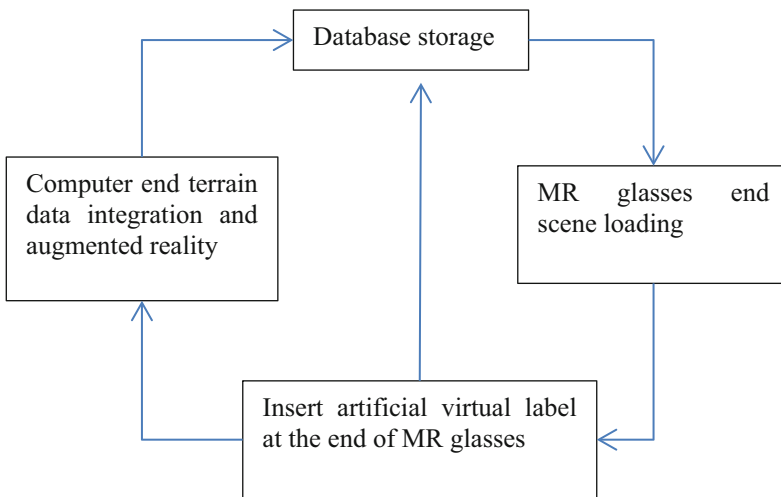 Database storage
Computer end terrain
data integration and
augmented reality
MR glasses end
scene loading
Insert artificial virtual label
at the end of MR glasses